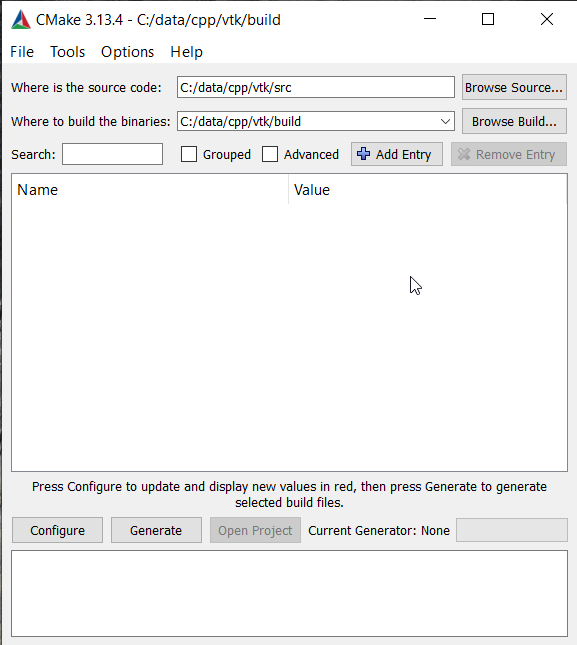 CMake 3.13.4 - C:/data/cpp/vtk/build
File Tools Options Help
Where is the source code: C:/data/cpp/vtk/src Browse Source...
Where to build the binaries: C:/data/cpp/vtk/build Browse Build...
Search: Grouped Advanced Add Entry Remove Entry
Name Value
Press Configure to update and display new values in red, then press Generate to generate
selected build files.
Configure Generate Open Project Current Generator: None